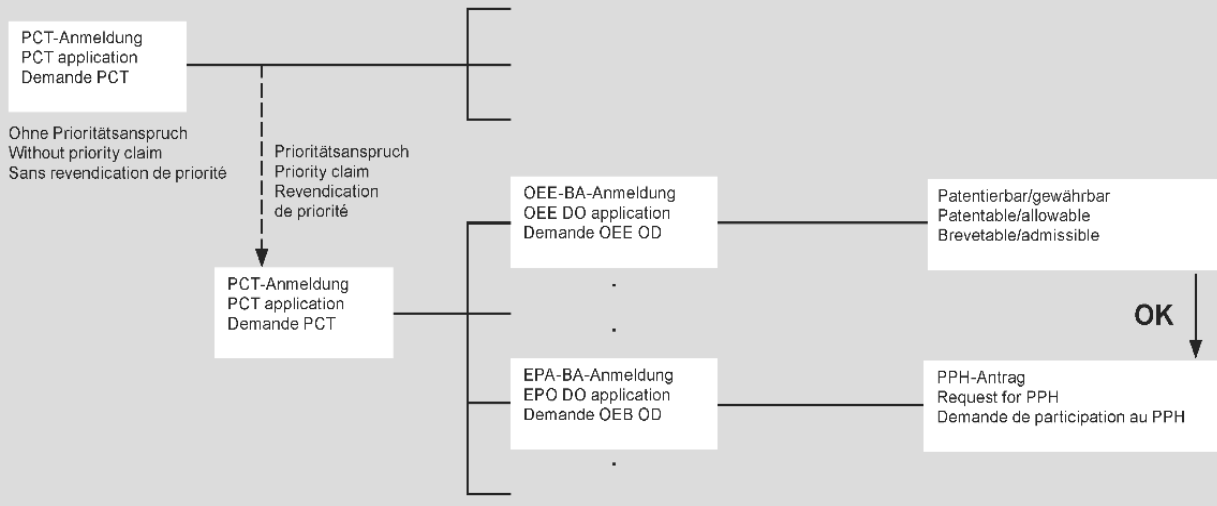 PCT-Anmeldung
PCT application
Demande PCT
Ohne Prioritätsanspruch
Without priority claim
Sans revendication de priorité
Prioritätsanspruch
Priority claim
Revendication
de priorité
PCT-Anmeldung
PCT application
Demande PCT
OEE-BA-Anmeldung
OEE DO application
Demande OEE OD
Patentierbar/gewährbar
Patentable/allowable
Brevetable/admissible
OK
EPA-BA-Anmeldung
EPO DO application
Demande OEB OD
PPH-Antrag
Request for PPH
Demande de participation au PPH